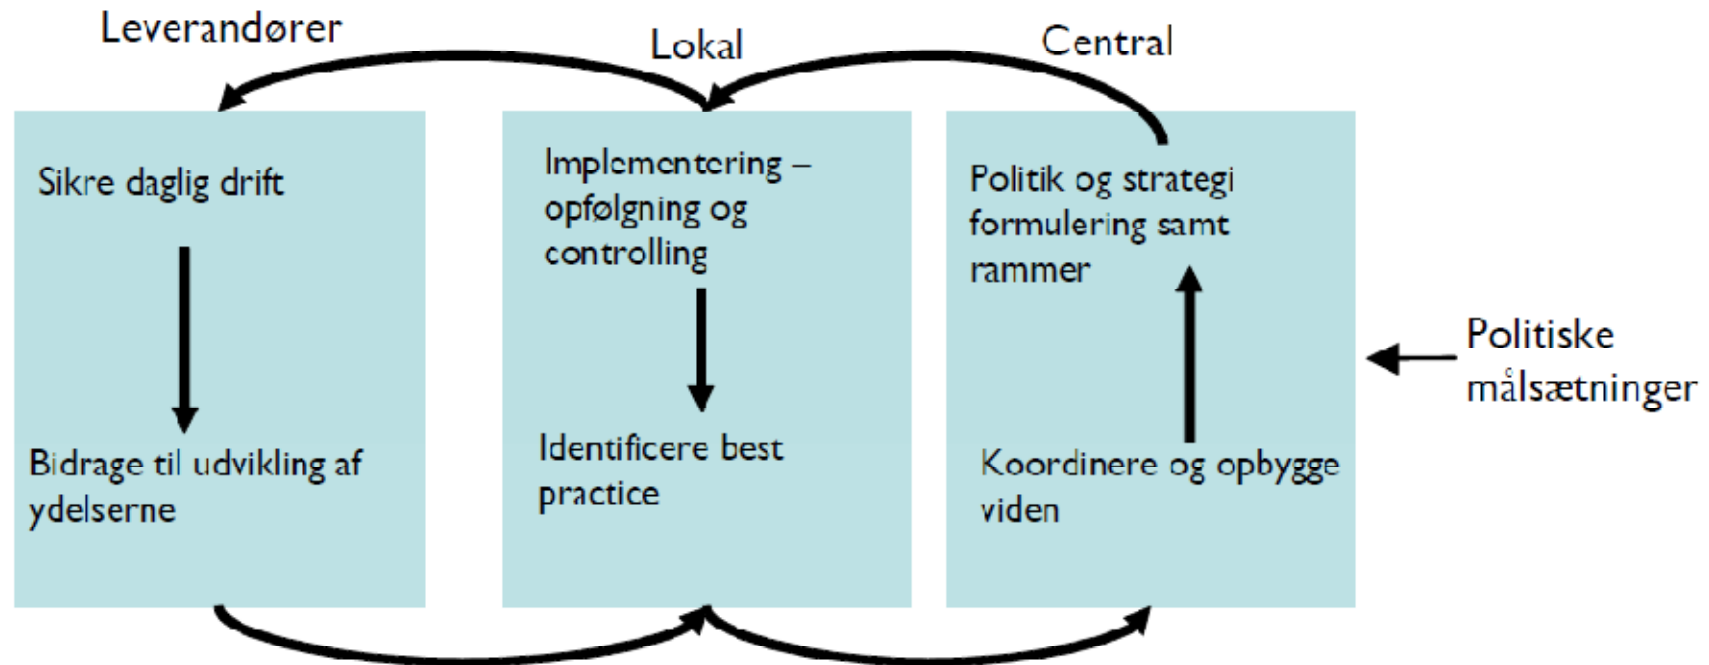 Leverandører
Lokal
Central
Sikre daglig drift
Bidrage til udvikling af
ydelserne
Implementering –
opfølgning og
controlling
Identificere best
practice
Politik og strategi
formulering samt
rammer
Koordinere og opbygge
viden
Politiske
målsætninger